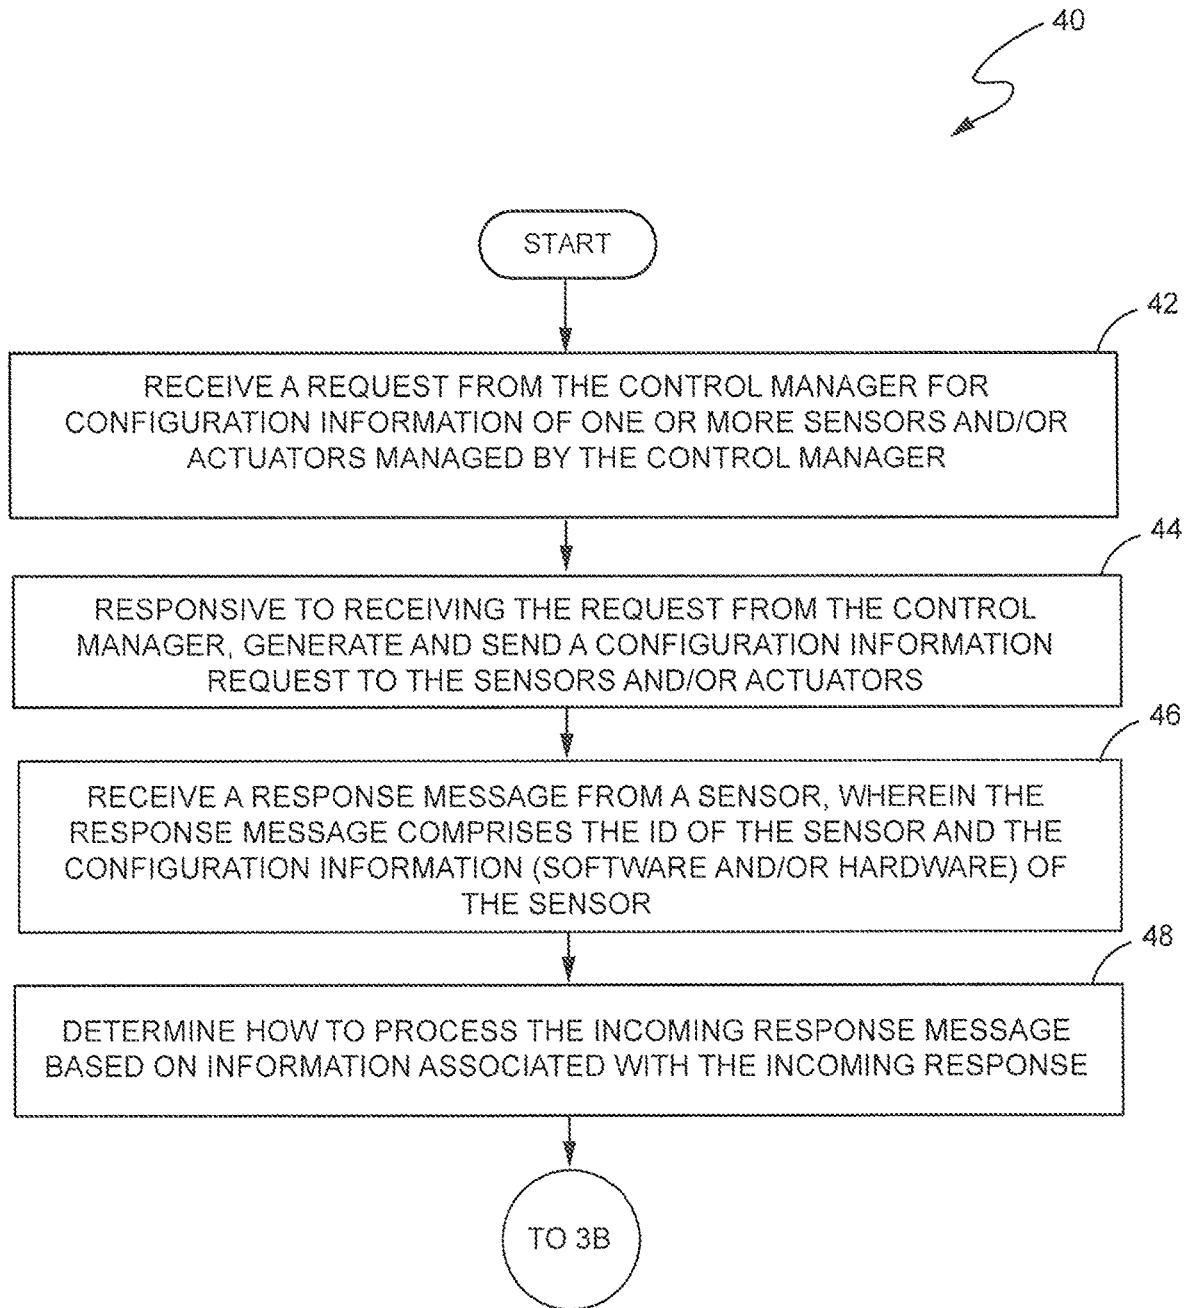 40
START
42
RECEIVE A REQUEST FROM THE CONTROL MANAGER FOR
CONFIGURATION INFORMATION OF ONE OR MORE SENSORS AND/OR
ACTUATORS MANAGED BY THE CONTROL MANAGER
44
RESPONSIVE TO RECEIVING THE REQUEST FROM THE CONTROL
MANAGER, GENERATE AND SEND A CONFIGURATION INFORMATION
REQUEST TO THE SENSORS AND/OR ACTUATORS
46
RECEIVE A RESPONSE MESSAGE FROM A SENSOR, WHEREIN THE
RESPONSE MESSAGE COMPRISES THE ID OF THE SENSOR AND THE
CONFIGURATION INFORMATION (SOFTWARE AND/OR HARDWARE) OF
THE SENSOR
48
DETERMINE HOW TO PROCESS THE INCOMING RESPONSE MESSAGE
BASED ON INFORMATION ASSOCIATED WITH THE INCOMING RESPONSE
TO 3B